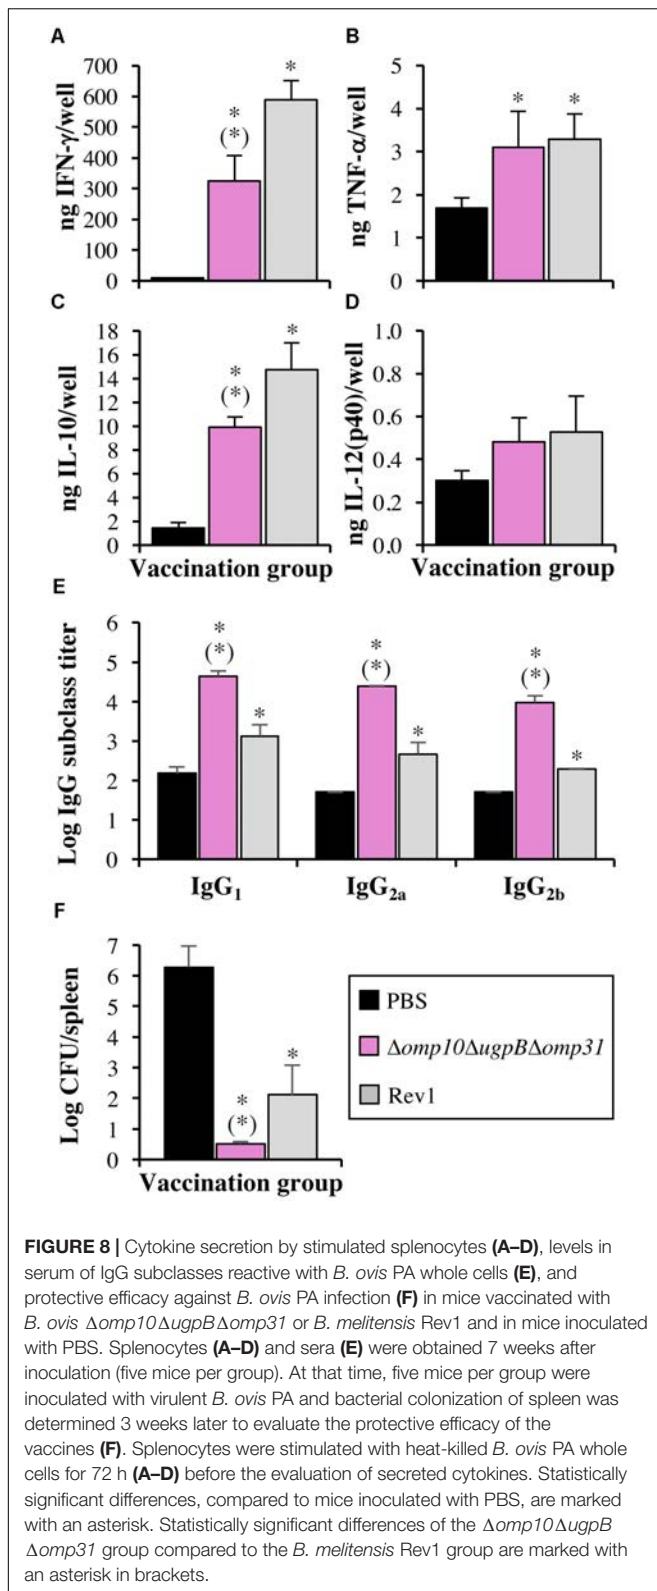 A
700
600
500
400
300
200
100
0
ng IFN-γ/well
*
(*)
*
B
5
4
3
2
1
0
ng TNF-α/well
*
*
C
18
16
14
12
10
8
6
4
2
0
ng IL-10/well
*
(*)
*
Vaccination group
D
1.0
0.8
0.6
0.4
0.2
0.0
ng IL-12(p40)/well
Vaccination group
E
6
5
4
3
2
1
0
Log IgG subclass titer
*
(*)
*
*
(*)
*
*
(*)
*
IgG₁ IgG₂ₐ IgG2b
F
7
6
5
4
3
2
1
0
Log CFU/spleen
*
(*)
*
Vaccination group
PBS
Δomp10ΔugpBΔomp31
Rev1
FIGURE 8 | Cytokine secretion by stimulated splenocytes (A–D), levels in
serum of IgG subclasses reactive with B. ovis PA whole cells (E), and
protective efficacy against B. ovis PA infection (F) in mice vaccinated with
B. ovis Δomp10ΔugpBΔomp31 or B. melitensis Rev1 and in mice inoculated
with PBS. Splenocytes (A–D) and sera (E) were obtained 7 weeks after
inoculation (five mice per group). At that time, five mice per group were
inoculated with virulent B. ovis PA and bacterial colonization of spleen was
determined 3 weeks later to evaluate the protective efficacy of the
vaccines (F). Splenocytes were stimulated with heat-killed B. ovis PA whole
cells for 72 h (A–D) before the evaluation of secreted cytokines. Statistically
significant differences, compared to mice inoculated with PBS, are marked
with an asterisk. Statistically significant differences of the Δomp10ΔugpB
Δomp31 group compared to the B. melitensis Rev1 group are marked with
an asterisk in brackets.